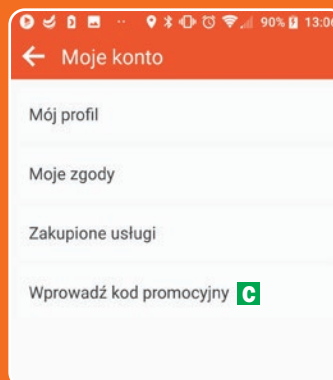 90% 13:06
Moje konto
Mój profil
Moje zgody
Zakupione usługi
Wprowadź kod promocyjny C